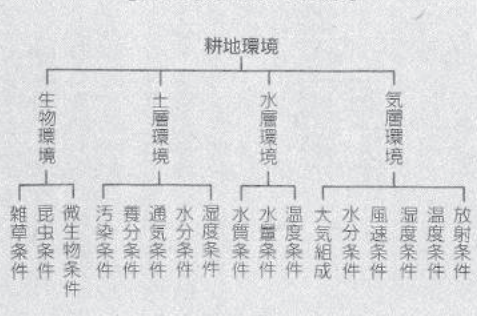 耕地環境
生物環境
土層環境
水層環境
気層環境
雑草条件
昆虫条件
微生物条件
汚染条件
養分条件
通気条件
水分条件
湿度条件
水質条件
水量条件
温度条件
大気組成
水分条件
風速条件
湿度条件
温度条件
放射条件